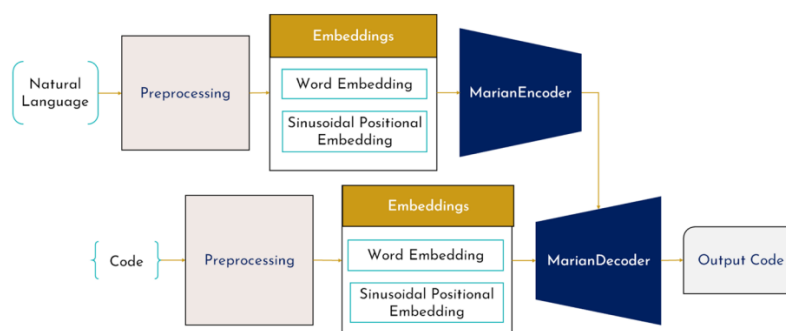 Natural
Language
Preprocessing
Embeddings
Word Embedding
Sinusoidal Positional
Embedding
MarianEncoder
Code
Preprocessing
Embeddings
Word Embedding
Sinusoidal Positional
Embedding
MarianDecoder
Output Code